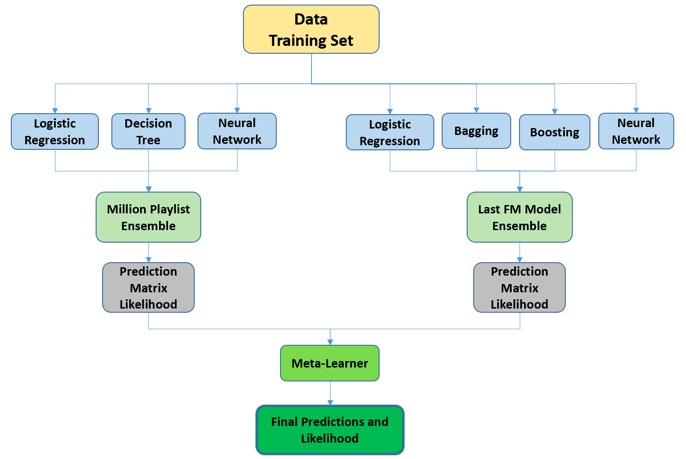 Data
Training Set
Logistic
Regression
Decision
Tree
Neural
Network
Logistic
Regression
Bagging
Boosting
Neural
Network
Million Playlist
Ensemble
Last FM Model
Ensemble
Prediction
Matrix
Likelihood
Prediction
Matrix
Likelihood
Meta-Learner
Final Predictions and
Likelihood